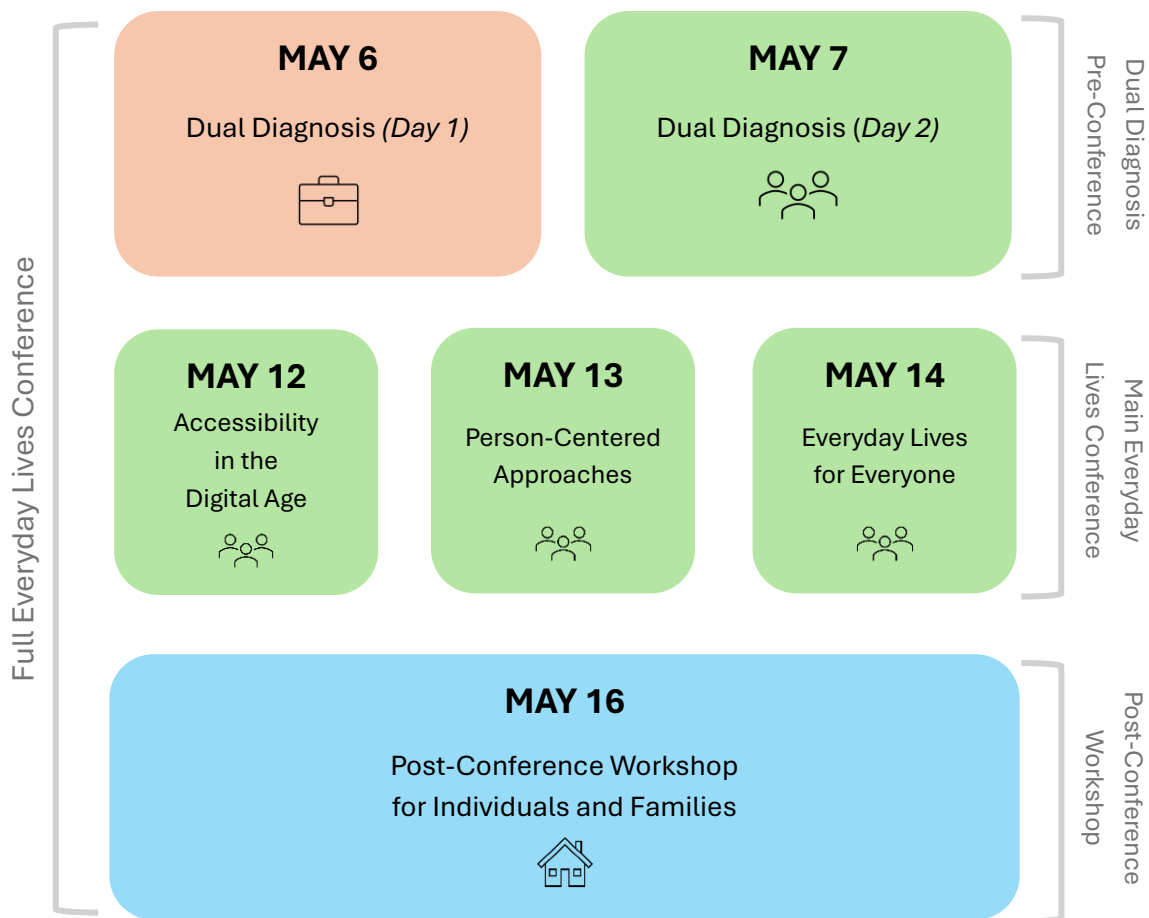 Full Everyday Lives Conference
MAY 6
Dual Diagnosis (Day 1)
MAY 7
Dual Diagnosis (Day 2)
Dual Diagnosis
Pre-Conference
MAY 12
Accessibility
in the
Digital Age
MAY 13
Person-Centered
Approaches
MAY 14
Everyday Lives
for Everyone
Main Everyday
Lives Conference
MAY 16
Post-Conference Workshop
for Individuals and Families
Post-Conference
Workshop